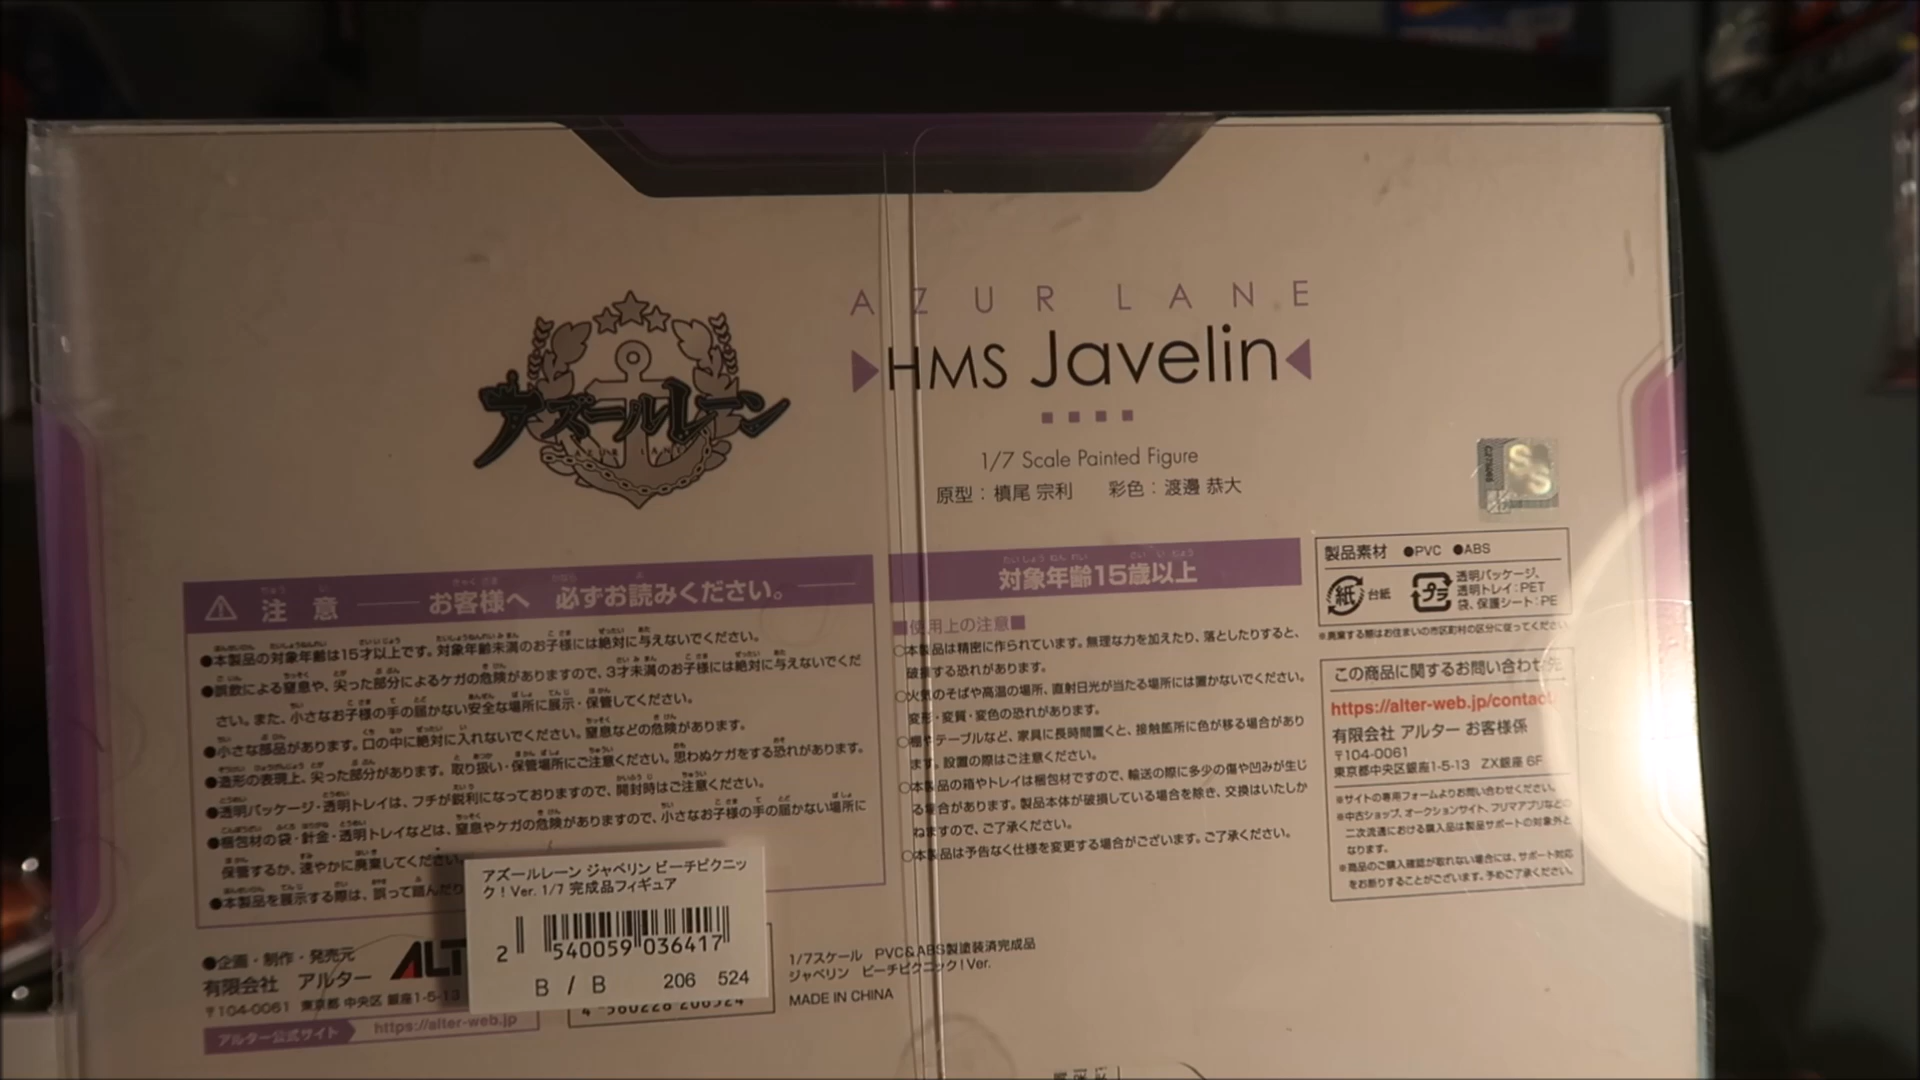 アズールレーン
AZUR LANE
AZUR LANE
HMS Javelin
1/7 Scale Painted Figure
原型：槙尾 宗利　彩色：渡邊 恭大
注意 お客様へ 必ずお読みください。
●本製品の対象年齢は15才以上です。対象年齢未満のお子様には絶対に与えないでください。
●誤飲による窒息や、尖った部分によるケガの危険がありますので、3才未満のお子様には絶対に与えないでくだ
さい。また、小さなお子様の手の届かない安全な場所に展示・保管してください。
●小さな部品があります。口の中に絶対に入れないでください。窒息などの危険があります。
●造形の表現上、尖った部分があります。取り扱い・保管場所にご注意ください。思わぬケガをする恐れがあります。
●透明パッケージ・透明トレイは、フチが鋭利になっておりますので、開封時はご注意ください。
●梱包材の袋・針金・透明トレイなどは、窒息やケガの危険がありますので、小さなお子様の手の届かない場所に
保管するか、速やかに廃棄してください。
●本製品を展示する際は、誤って踏んだり
対象年齢15歳以上
■使用上の注意■
○本製品は精密に作られています。無理な力を加えたり、落としたりすると、
破損する恐れがあります。
○火気のそばや高温の場所、直射日光が当たる場所には置かないでください。
変形・変質・変色の恐れがあります。
○棚やテーブルなど、家具に長時間置くと、接触箇所に色が移る場合があり
ます。設置の際はご注意ください。
○本製品の箱やトレイは梱包材ですので、輸送の際に多少の傷や凹みが生じ
る場合があります。製品本体が破損している場合を除き、交換はいたしか
ねますので、ご了承ください。
○本製品は予告なく仕様を変更する場合がございます。ご了承ください。
製品素材 ●PVC ●ABS
紙 台紙 プラ 透明パッケージ、
透明トレイ：PET
袋、保護シート：PE
※廃棄する際はお住まいの市区町村の区分に従ってください
この商品に関するお問い合わせ先
https://alter-web.jp/contact
有限会社 アルター お客様係
〒104-0061
東京都中央区銀座1-5-13 ZX銀座 6F
※サイトの専用フォームよりお問い合わせください。
※中古ショップ、オークションサイト、フリマアプリなどの
二次流通における購入品は製品サポートの対象外と
なります。
※商品のご購入確認が取れない場合には、サポート対応
をお断りすることがございます。予めご了承ください。
アズールレーン ジャベリン ビーチピクニッ
ク！Ver. 1/7 完成品フィギュア
2 540059 036417
B / B 206 524
●企画・制作・発売元
有限会社 アルター ALT
〒104-0061 東京都 中央区 銀座1-5-13
アルター公式サイト https://alter-web.jp
4 580228 206524
1/7スケール PVC&ABS製塗装済完成品
ジャベリン ビーチピクニック！Ver.
MADE IN CHINA